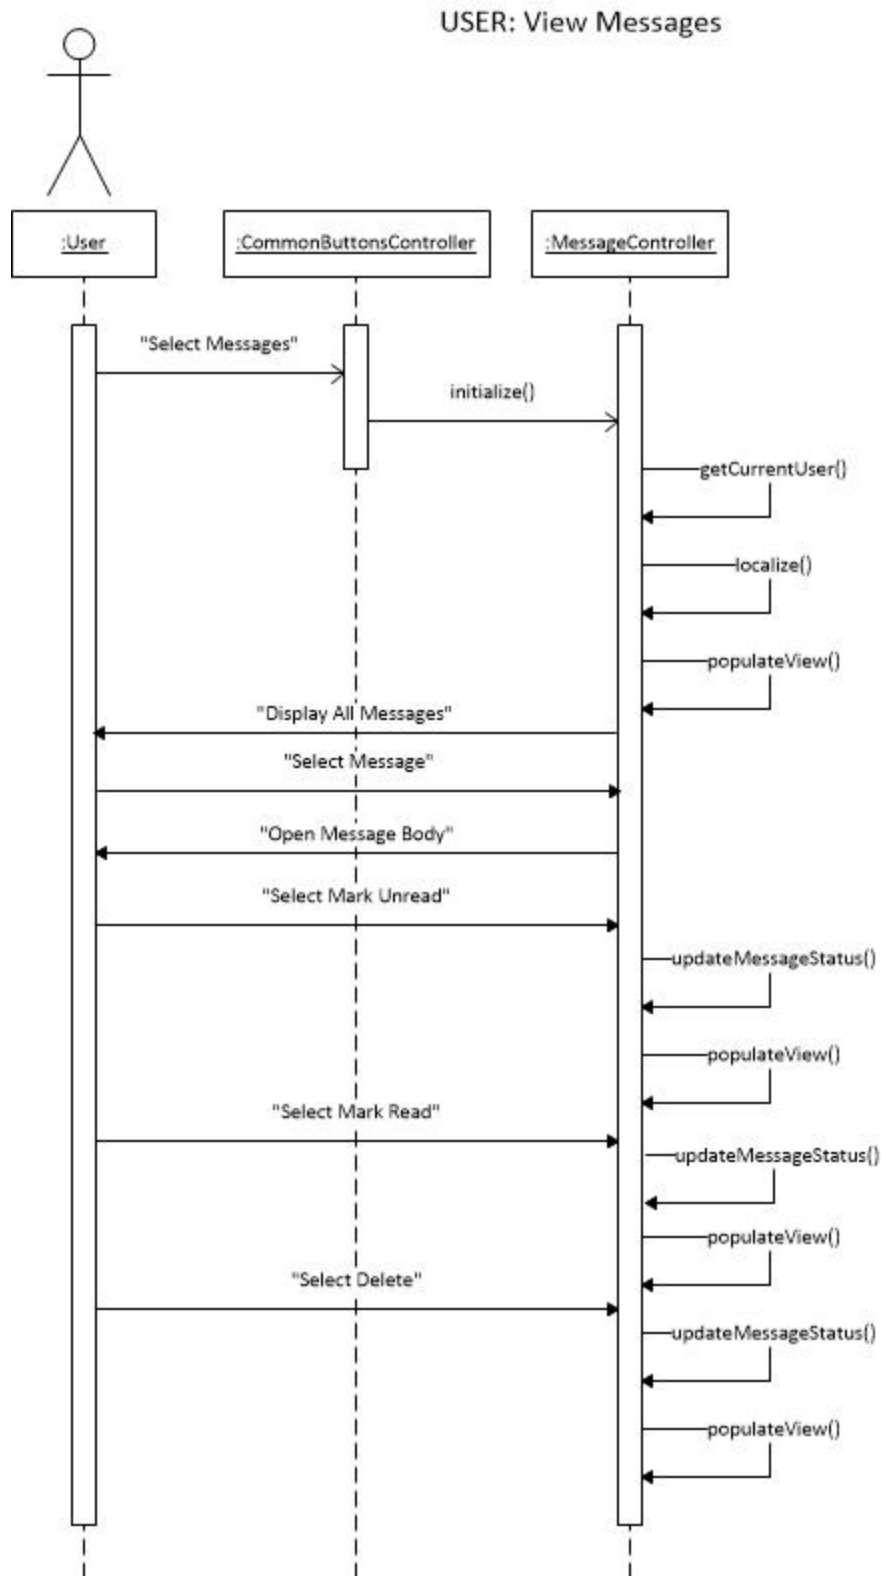 USER: View Messages
:User
:CommonButtonsController
:MessageController
"Select Messages"
initialize()
getCurrentUser()
localize()
populateView()
"Display All Messages"
"Select Message"
"Open Message Body"
"Select Mark Unread"
updateMessageStatus()
populateView()
"Select Mark Read"
updateMessageStatus()
populateView()
"Select Delete"
updateMessageStatus()
populateView()